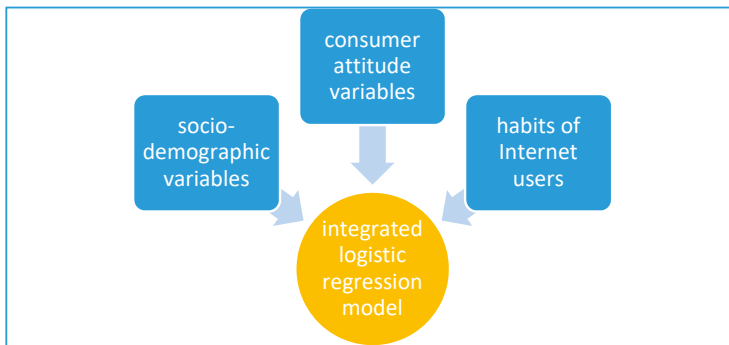 consumer
attitude
variables
socio-
demographic
variables
habits of
Internet
users
integrated
logistic
regression
model